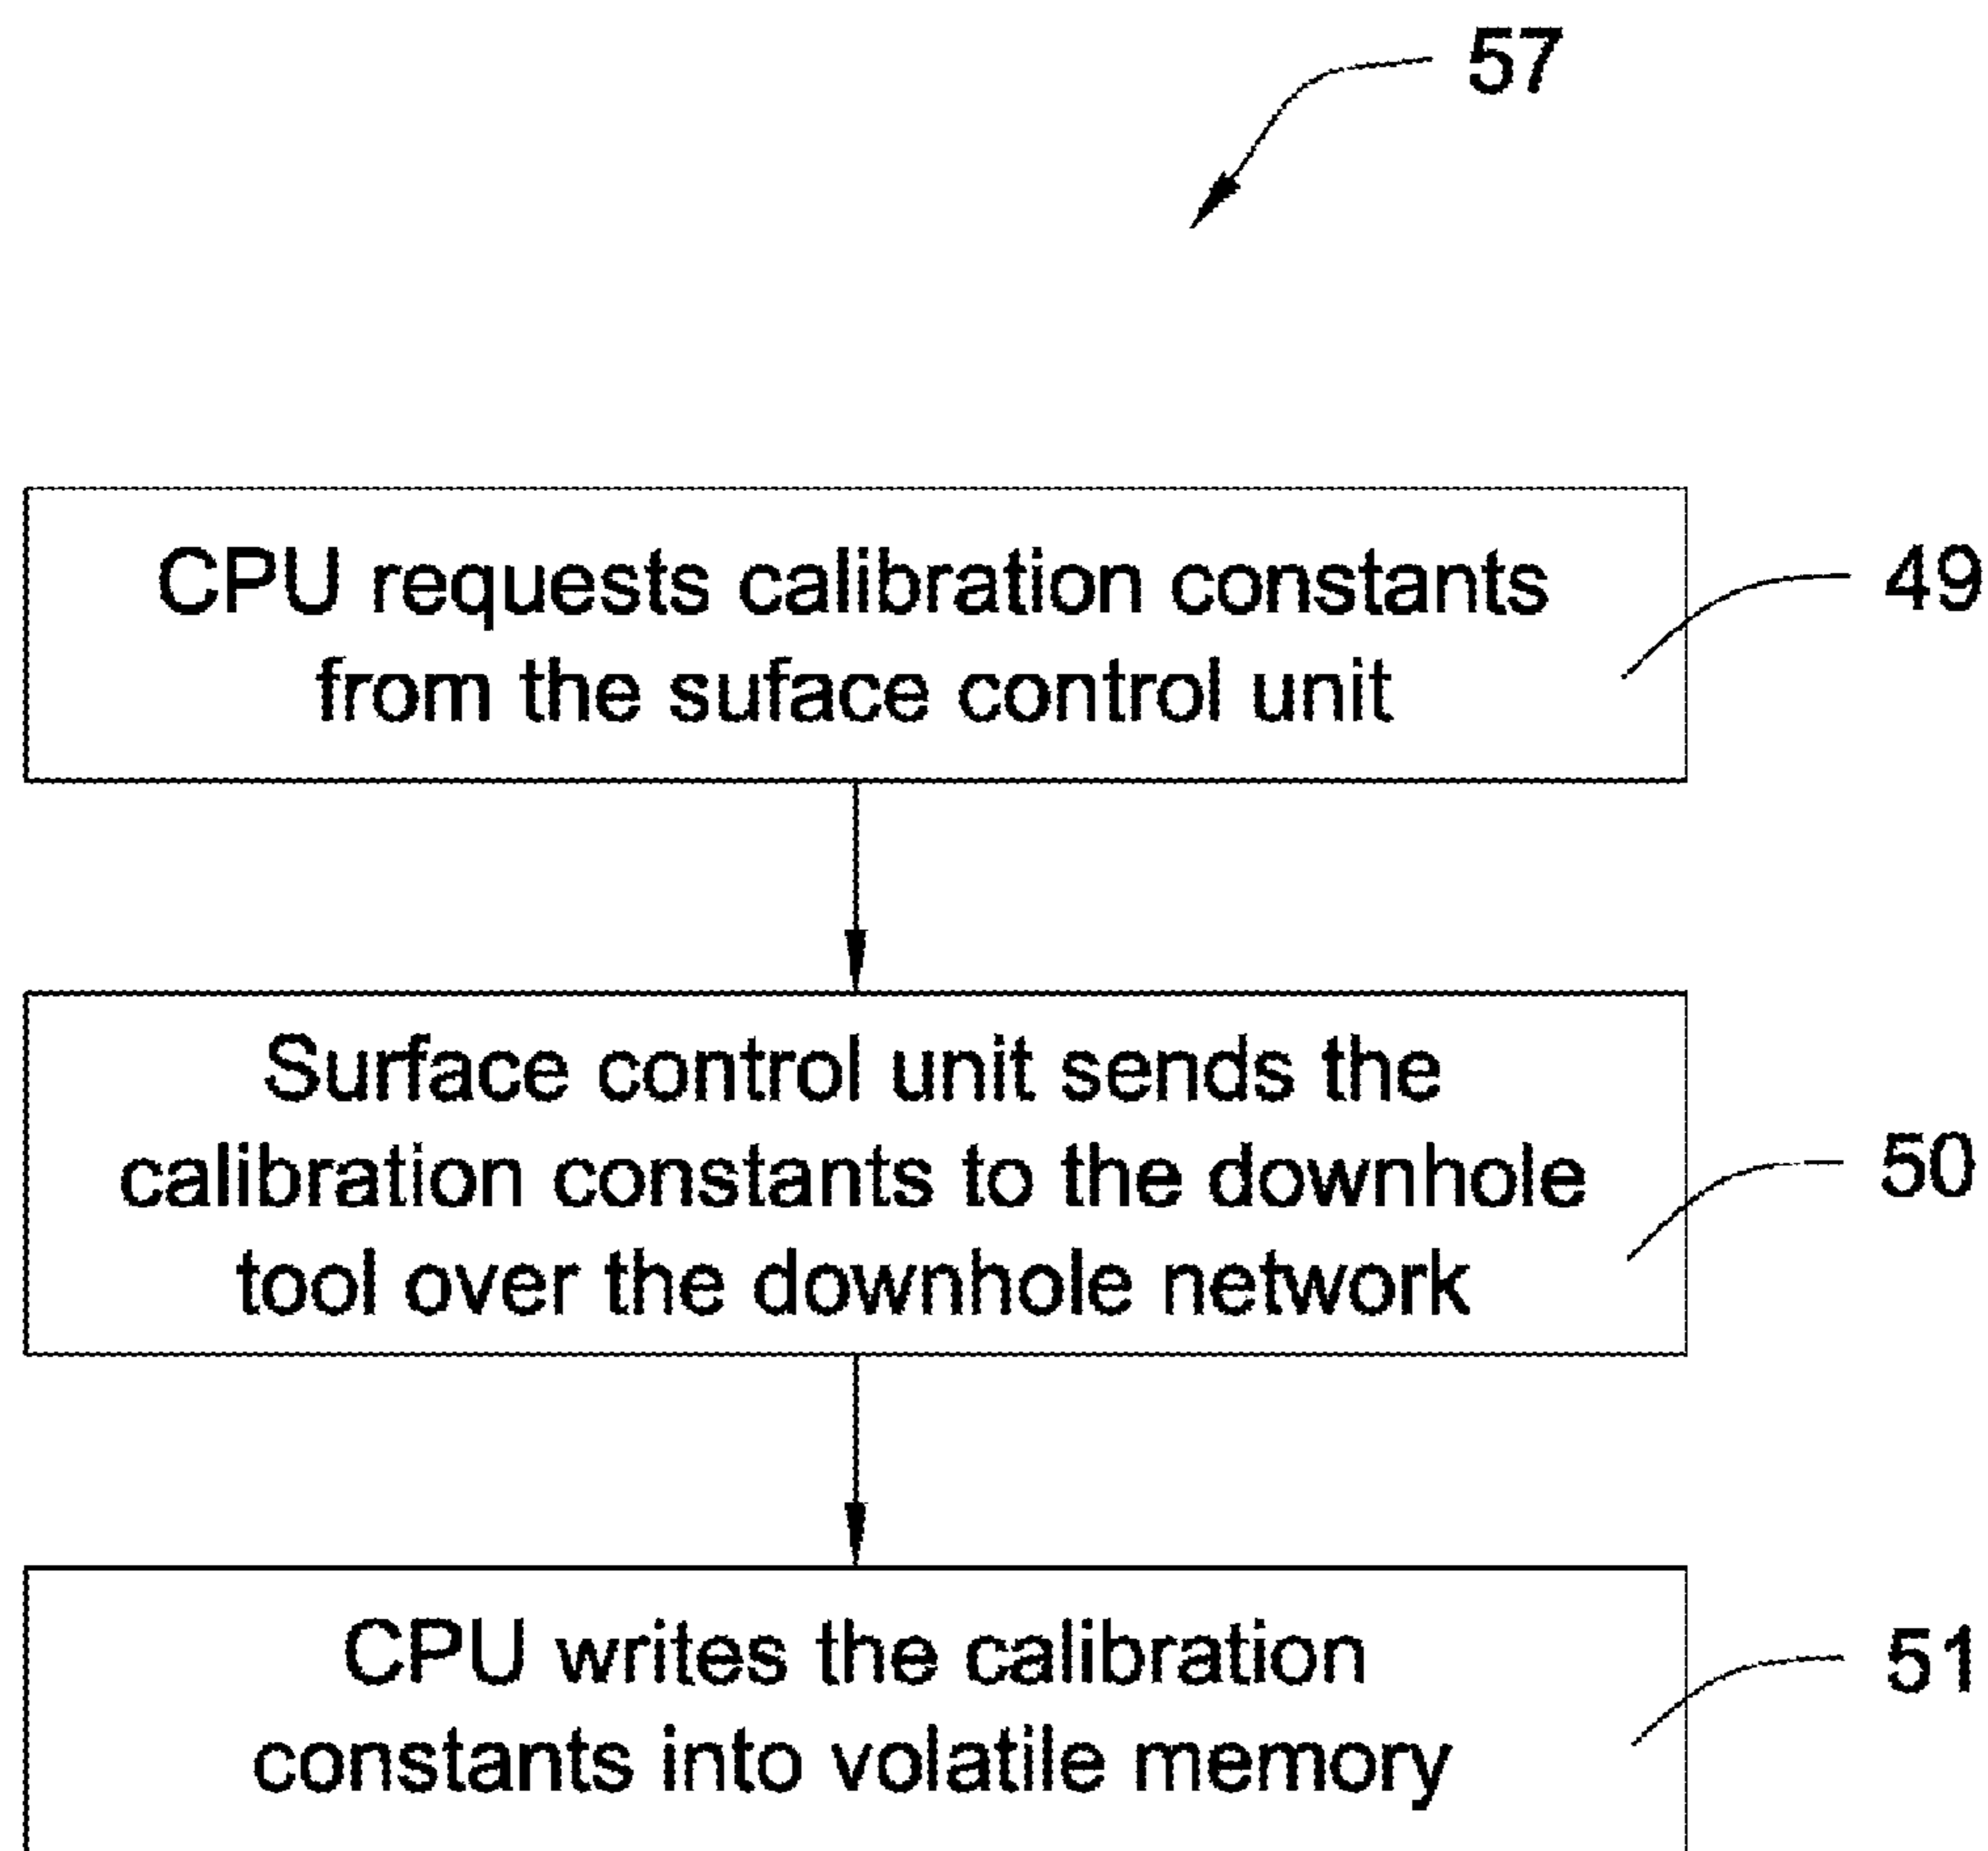 57
CPU requests calibration constants
from the suface control unit
49
Surface control unit sends the
calibration constants to the downhole
tool over the downhole network
50
CPU writes the calibration
constants into volatile memory
51